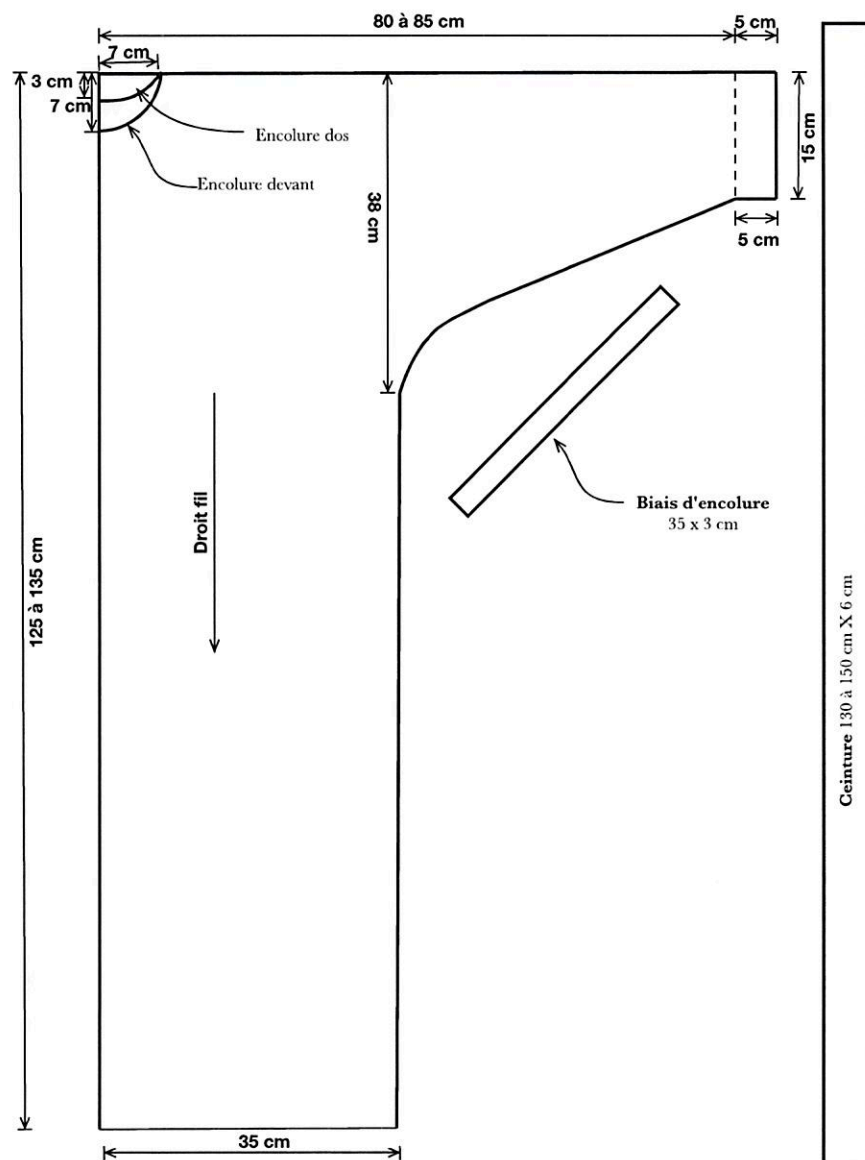 80 à 85 cm
5 cm
7 cm
3 cm
7 cm
Encolure dos
Encolure devant
38 cm
15 cm
5 cm
Droit fil
Biais d'encolure
35 x 3 cm
125 à 135 cm
Ceinture 130 à 150 cm X 6 cm
35 cm